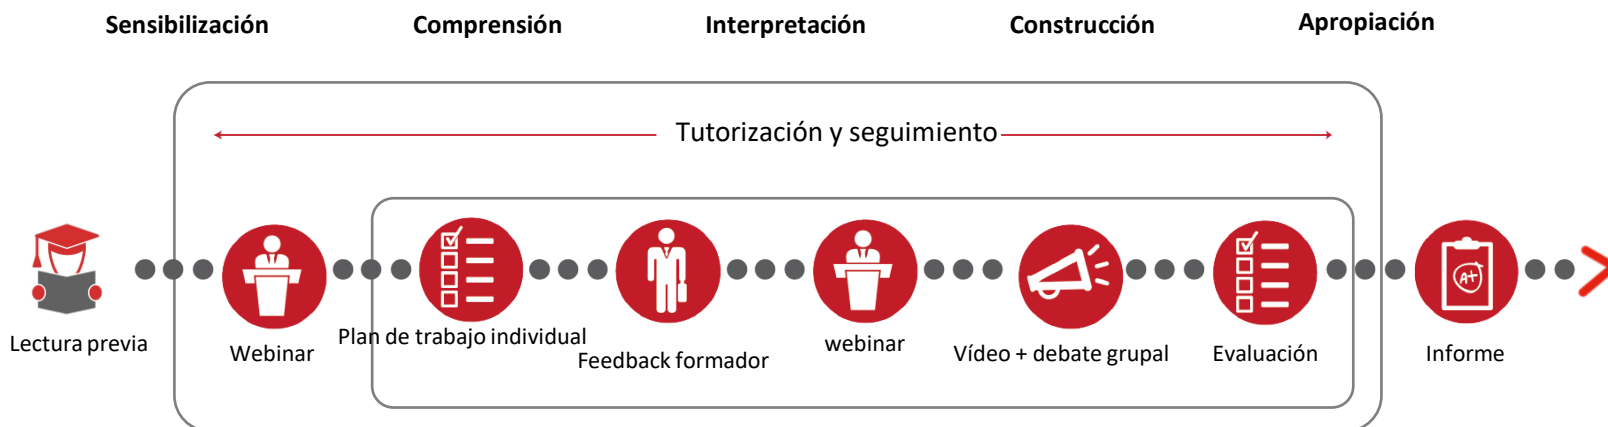 Sensibilización
Comprensión
Interpretación
Construcción
Apropiación
Tutorización y seguimiento
Lectura previa
Webinar
Plan de trabajo individual
Feedback formador
webinar
Vídeo + debate grupal
Evaluación
A+
Informe